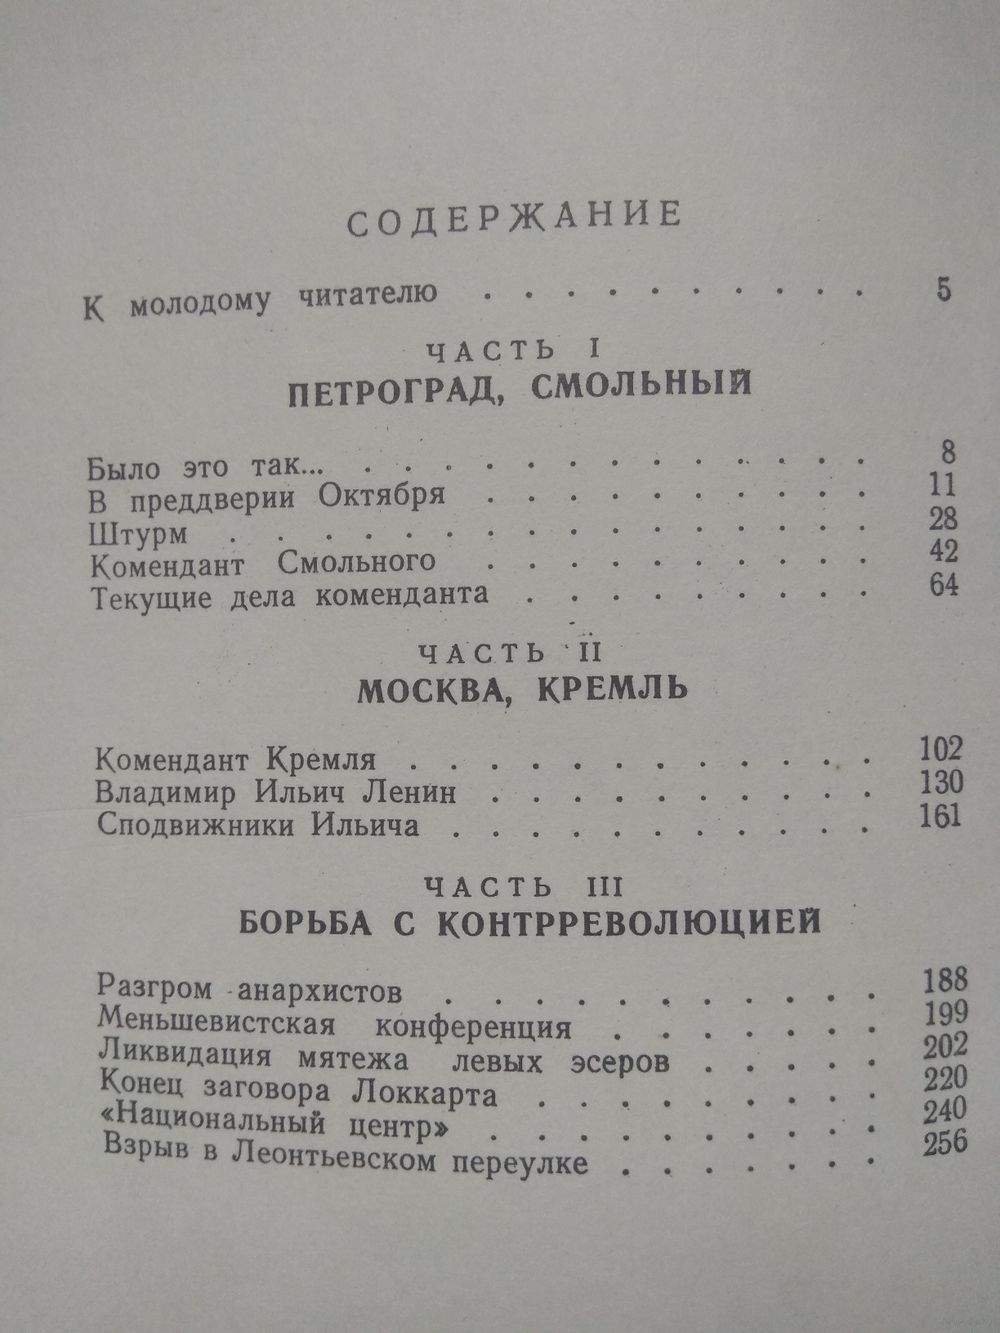 СОДЕРЖАНИЕ
К молодому читателю . . . . . . . . . . 5
ЧАСТЬ I
ПЕТРОГРАД, СМОЛЬНЫЙ
Было это так... . . . . . . . . . . . . . 8
В преддверии Октября . . . . . . . . . . 11
Штурм . . . . . . . . . . . . . . . . 28
Комендант Смольного . . . . . . . . . . 42
Текущие дела коменданта . . . . . . . . . 64
ЧАСТЬ II
МОСКВА, КРЕМЛЬ
Комендант Кремля . . . . . . . . . . . . 102
Владимир Ильич Ленин . . . . . . . . . . 130
Сподвижники Ильича . . . . . . . . . . . 161
ЧАСТЬ III
БОРЬБА С КОНТРРЕВОЛЮЦИЕЙ
Разгром анархистов . . . . . . . . . . . 188
Меньшевистская конференция . . . . . . . 199
Ликвидация мятежа левых эсеров . . . . . 202
Конец заговора Локкарта . . . . . . . . . 220
«Национальный центр» . . . . . . . . . . 240
Взрыв в Леонтьевском переулке . . . . . . . 256